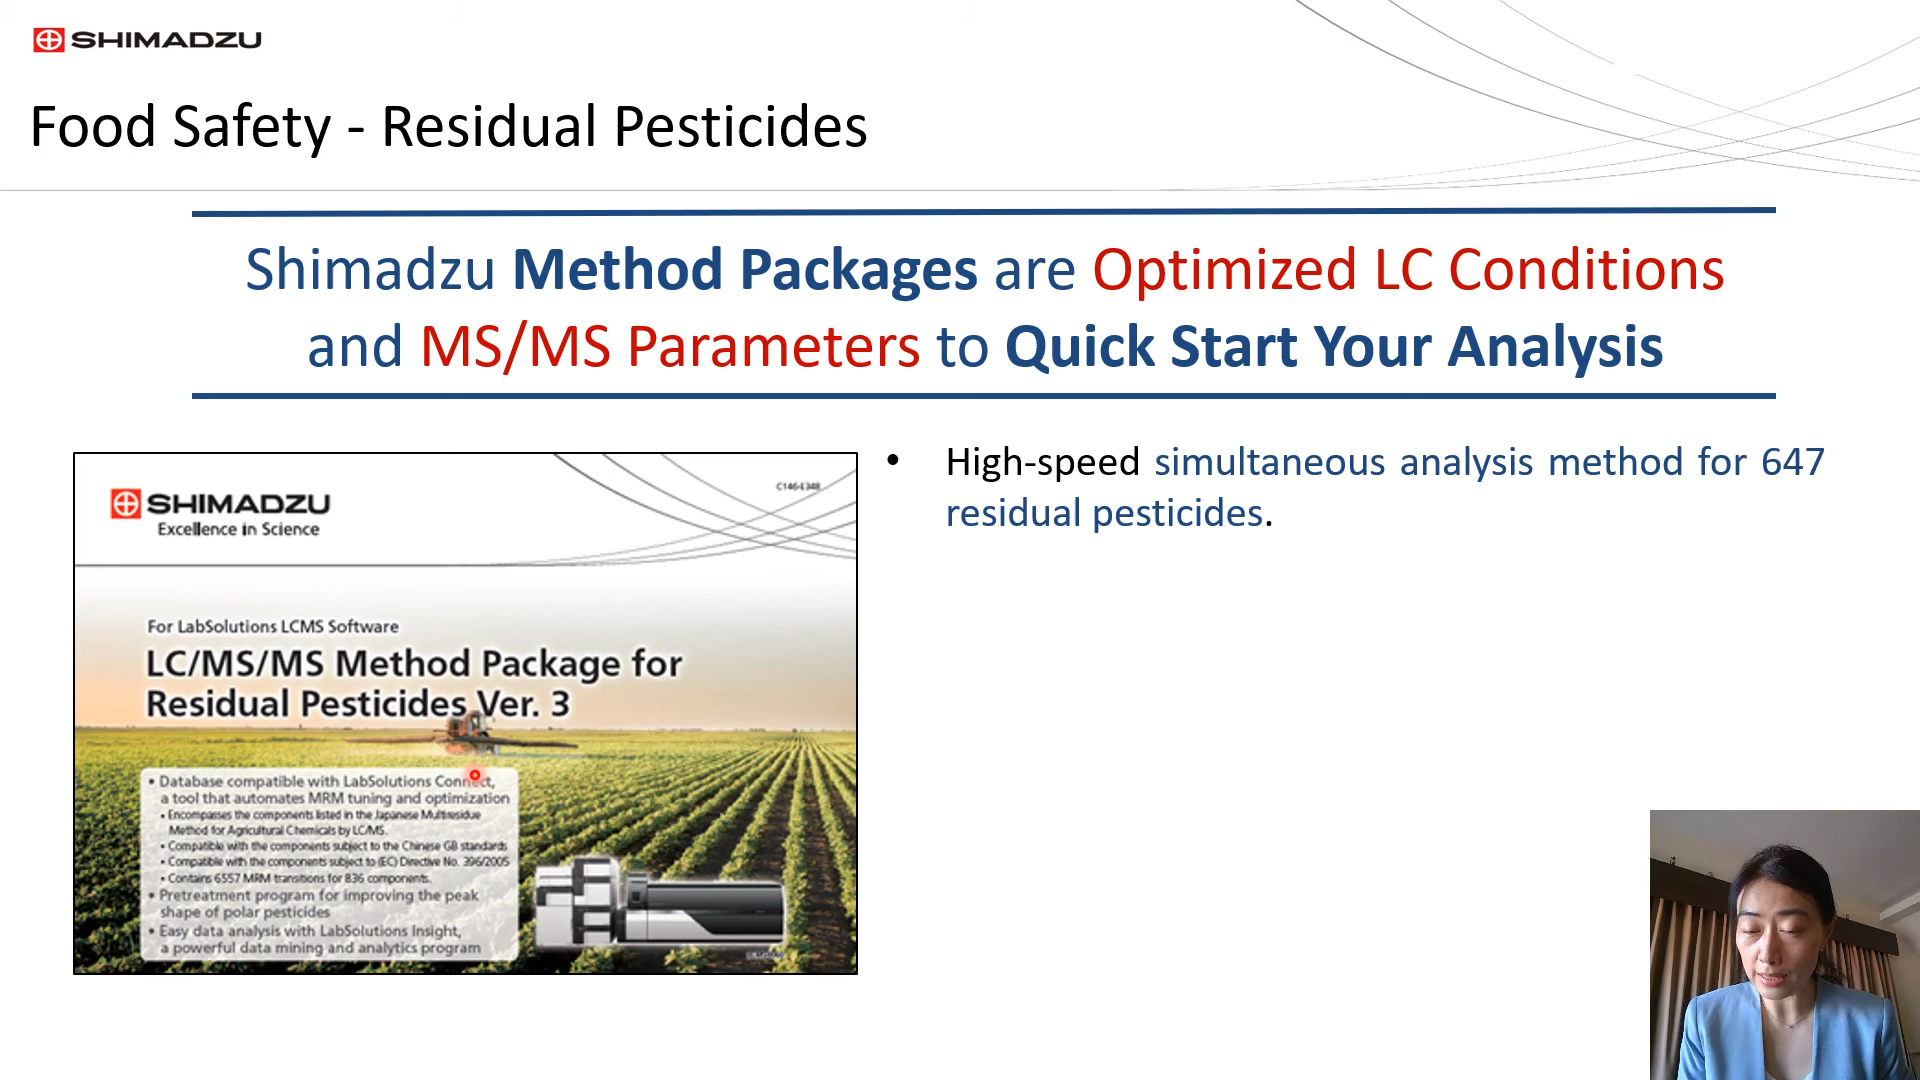 SHIMADZU
Food Safety - Residual Pesticides
Shimadzu Method Packages are Optimized LC Conditions
and MS/MS Parameters to Quick Start Your Analysis
• High-speed simultaneous analysis method for 647
residual pesticides.
C146-E348
SHIMADZU
Excellence in Science
For LabSolutions LCMS Software
LC/MS/MS Method Package for
Residual Pesticides Ver. 3
• Database compatible with LabSolutions Connect,
a tool that automates MRM tuning and optimization
• Encompasses the components listed in the Japanese Multiresidue
Method for Agricultural Chemicals by LC/MS.
• Compatible with the components subject to the Chinese GB standards
• Compatible with the components subject to (EC) Directive No. 396/2005
• Contains 6557 MRM transitions for 836 components.
• Pretreatment program for improving the peak
shape of polar pesticides
• Easy data analysis with LabSolutions Insight,
a powerful data mining and analytics program